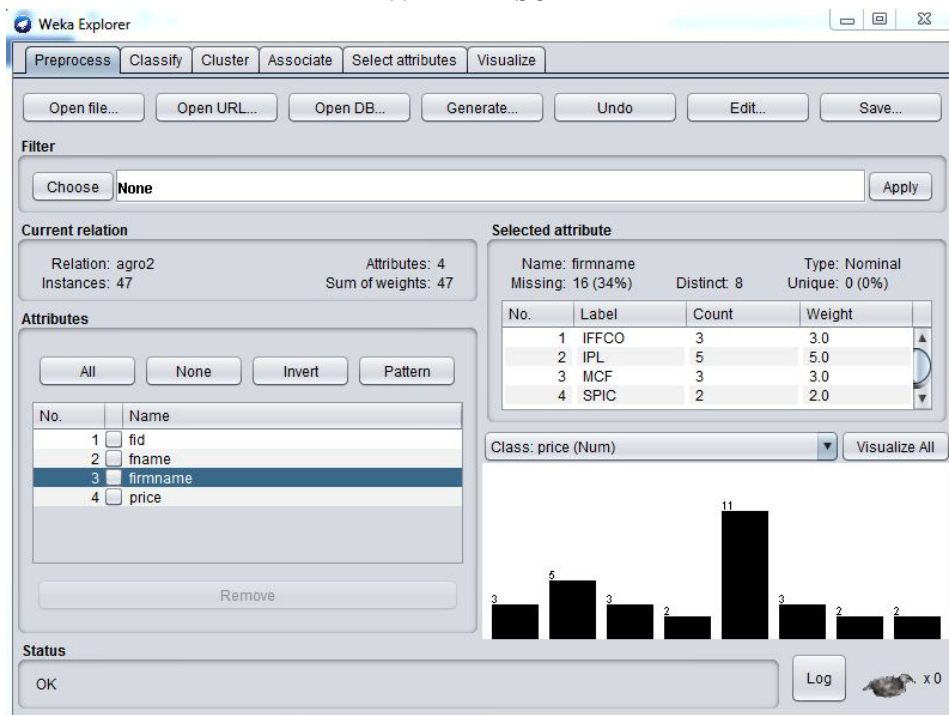 Weka Explorer
Preprocess Classify Cluster Associate Select attributes Visualize
Open file... Open URL... Open DB... Generate... Undo Edit... Save...
Filter
Choose None Apply
Current relation
Relation: agro2 Attributes: 4
Instances: 47 Sum of weights: 47
Attributes
All None Invert Pattern
No. Name
1 fid
2 fname
3 firmname
4 price
Remove
Selected attribute
Name: firmname Type: Nominal
Missing: 16 (34%) Distinct: 8 Unique: 0 (0%)
No. Label Count Weight
1 IFFCO 3 3.0
2 IPL 5 5.0
3 MCF 3 3.0
4 SPIC 2 2.0
Class: price (Num) Visualize All
3 5 3 2 11 3 2 2
Status
OK Log x 0